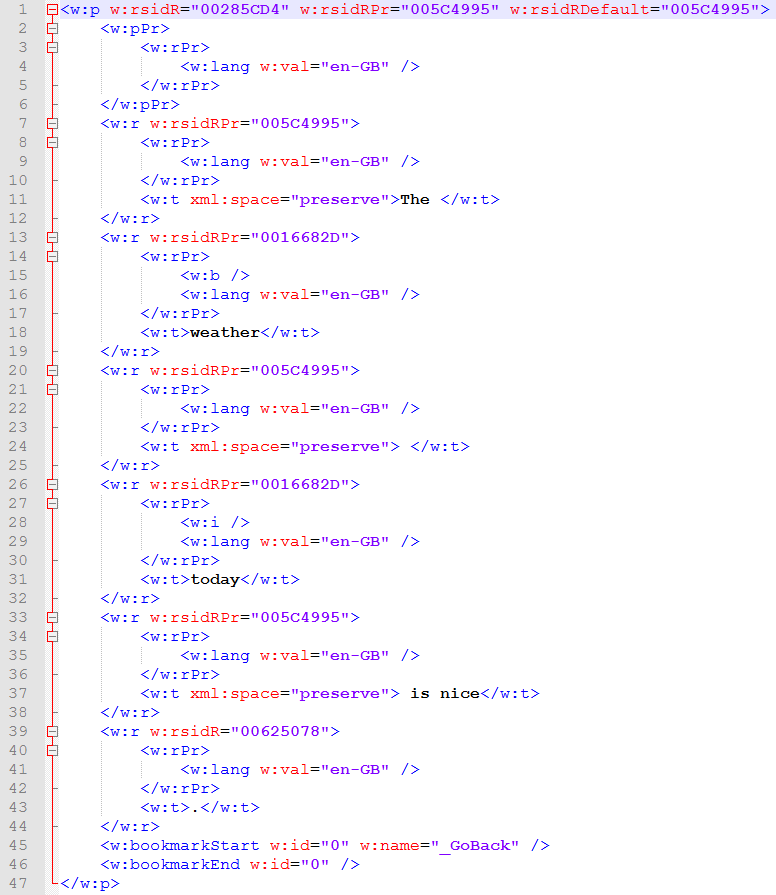 1 <w:p w:rsidR="00285CD4" w:rsidRPr="005C4995" w:rsidRDefault="005C4995">
2     <w:pPr>
3         <w:rPr>
4             <w:lang w:val="en-GB" />
5         </w:rPr>
6     </w:pPr>
7     <w:r w:rsidRPr="005C4995">
8         <w:rPr>
9             <w:lang w:val="en-GB" />
10         </w:rPr>
11         <w:t xml:space="preserve">The </w:t>
12     </w:r>
13     <w:r w:rsidRPr="0016682D">
14         <w:rPr>
15             <w:b />
16             <w:lang w:val="en-GB" />
17         </w:rPr>
18         <w:t>weather</w:t>
19     </w:r>
20     <w:r w:rsidRPr="005C4995">
21         <w:rPr>
22             <w:lang w:val="en-GB" />
23         </w:rPr>
24         <w:t xml:space="preserve"> </w:t>
25     </w:r>
26     <w:r w:rsidRPr="0016682D">
27         <w:rPr>
28             <w:i />
29             <w:lang w:val="en-GB" />
30         </w:rPr>
31         <w:t>today</w:t>
32     </w:r>
33     <w:r w:rsidRPr="005C4995">
34         <w:rPr>
35             <w:lang w:val="en-GB" />
36         </w:rPr>
37         <w:t xml:space="preserve"> is nice</w:t>
38     </w:r>
39     <w:r w:rsidR="00625078">
40         <w:rPr>
41             <w:lang w:val="en-GB" />
42         </w:rPr>
43         <w:t>.</w:t>
44     </w:r>
45     <w:bookmarkStart w:id="0" w:name="_GoBack" />
46     <w:bookmarkEnd w:id="0" />
47 </w:p>